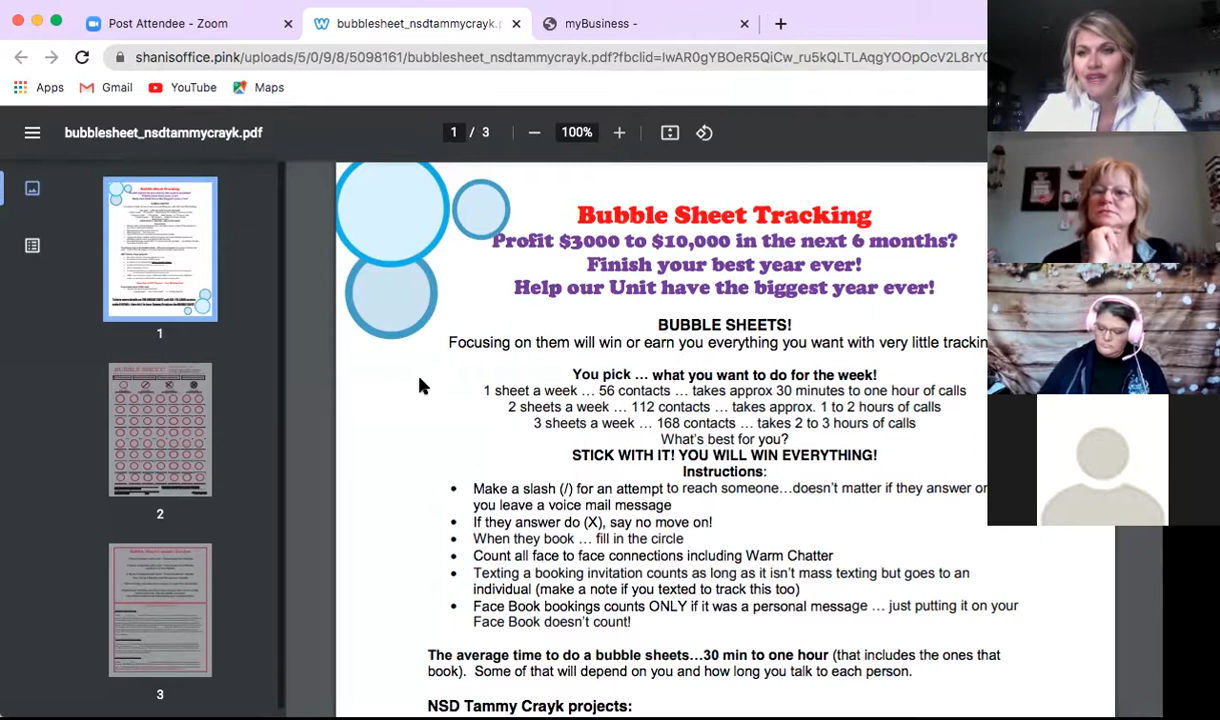 Post Attendee - Zoom
bubblesheet_nsdtammycrayk.p
myBusiness -
shanisoffice.pink/uploads/5/0/9/8/5098161/bubblesheet_nsdtammycrayk.pdf?fbclid=IwAR0gYBOeR5QiCw_ru5kQLTLAqgYOOpOcV2L8rY
Apps
Gmail
YouTube
Maps
bubblesheet_nsdtammycrayk.pdf
1 / 3
100%
1
2
3
Bubble Sheet Tracking
Profit $3000 to $10,000 in the next 6 months?
Finish your best year ever!
Help our Unit have the biggest year ever!
BUBBLE SHEETS!
Focusing on them will win or earn you everything you want with very little trackin
You pick … what you want to do for the week!
1 sheet a week … 56 contacts … takes approx 30 minutes to one hour of calls
2 sheets a week … 112 contacts … takes approx. 1 to 2 hours of calls
3 sheets a week … 168 contacts … takes 2 to 3 hours of calls
What's best for you?
STICK WITH IT! YOU WILL WIN EVERYTHING!
Instructions:
• Make a slash (/) for an attempt to reach someone…doesn't matter if they answer or
you leave a voice mail message
• If they answer do (X), say no move on!
• When they book … fill in the circle
• Count all face to face connections including Warm Chatter
• Texting a booking invitation counts as long as it isn't mass texting but goes to an
individual (make a note if you texted to track this too)
• Face Book bookings counts ONLY if it was a personal message … just putting it on your
Face Book doesn't count!
The average time to do a bubble sheets…30 min to one hour (that includes the ones that
book). Some of that will depend on you and how long you talk to each person.
NSD Tammy Crayk projects: